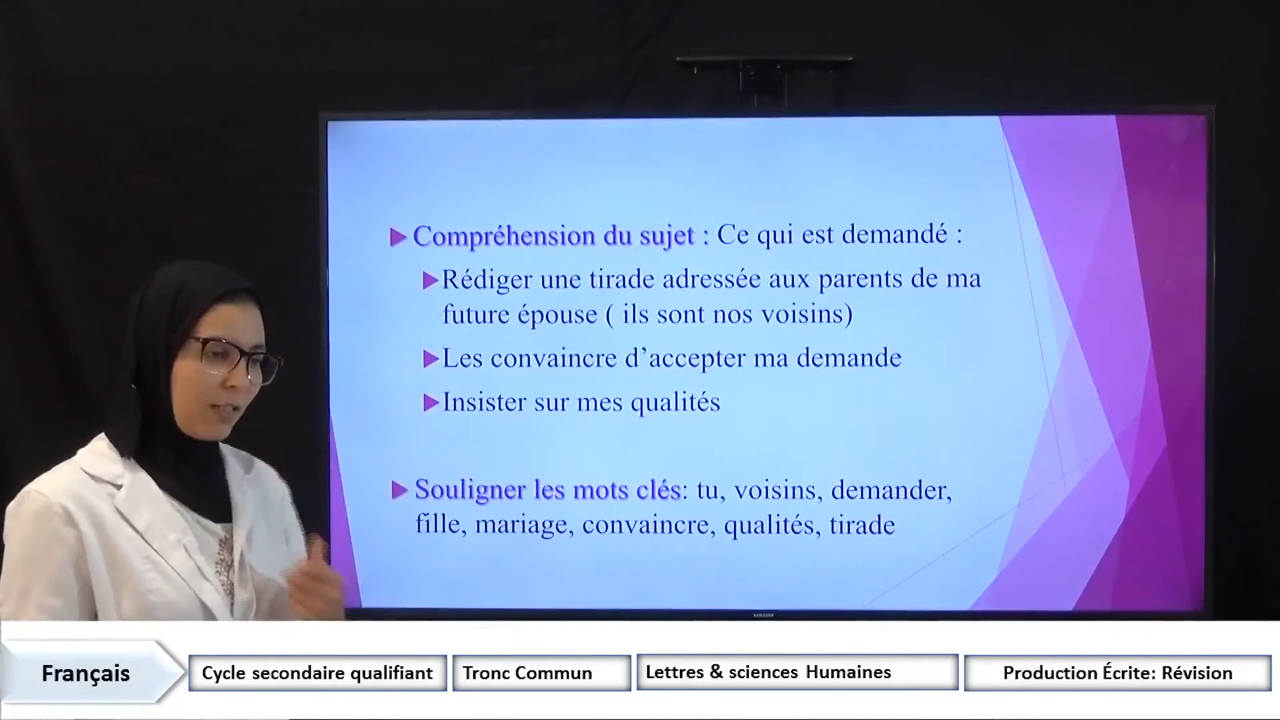 Compréhension du sujet : Ce qui est demandé :
Rédiger une tirade adressée aux parents de ma
future épouse ( ils sont nos voisins)
Les convaincre d’accepter ma demande
Insister sur mes qualités
Souligner les mots clés: tu, voisins, demander,
fille, mariage, convaincre, qualités, tirade
SAMSUNG
Français
Cycle secondaire qualifiant
Tronc Commun
Lettres & sciences Humaines
Production Écrite: Révision